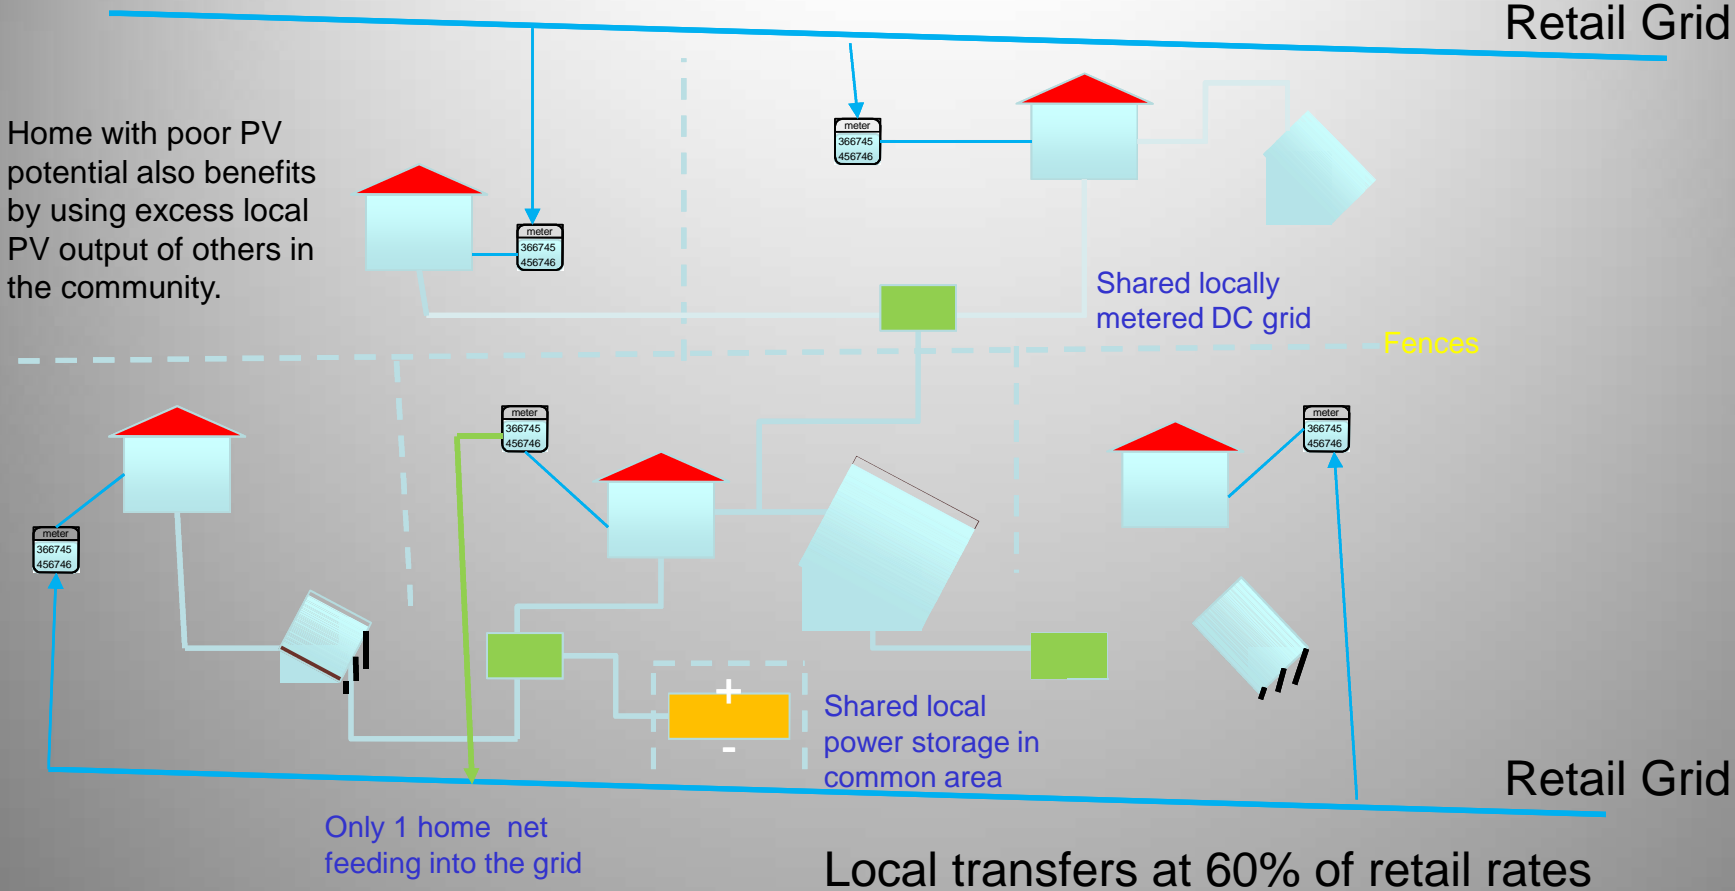 Retail Grid
Home with poor PV
potential also benefits
by using excess local
PV output of others in
the community.
meter
366745
456746
meter
366745
456746
Shared locally
metered DC grid
Fences
meter
366745
456746
meter
366745
456746
meter
366745
456746
+
-
Shared local
power storage in
common area
Retail Grid
Only 1 home  net
feeding into the grid
Local transfers at 60% of retail rates